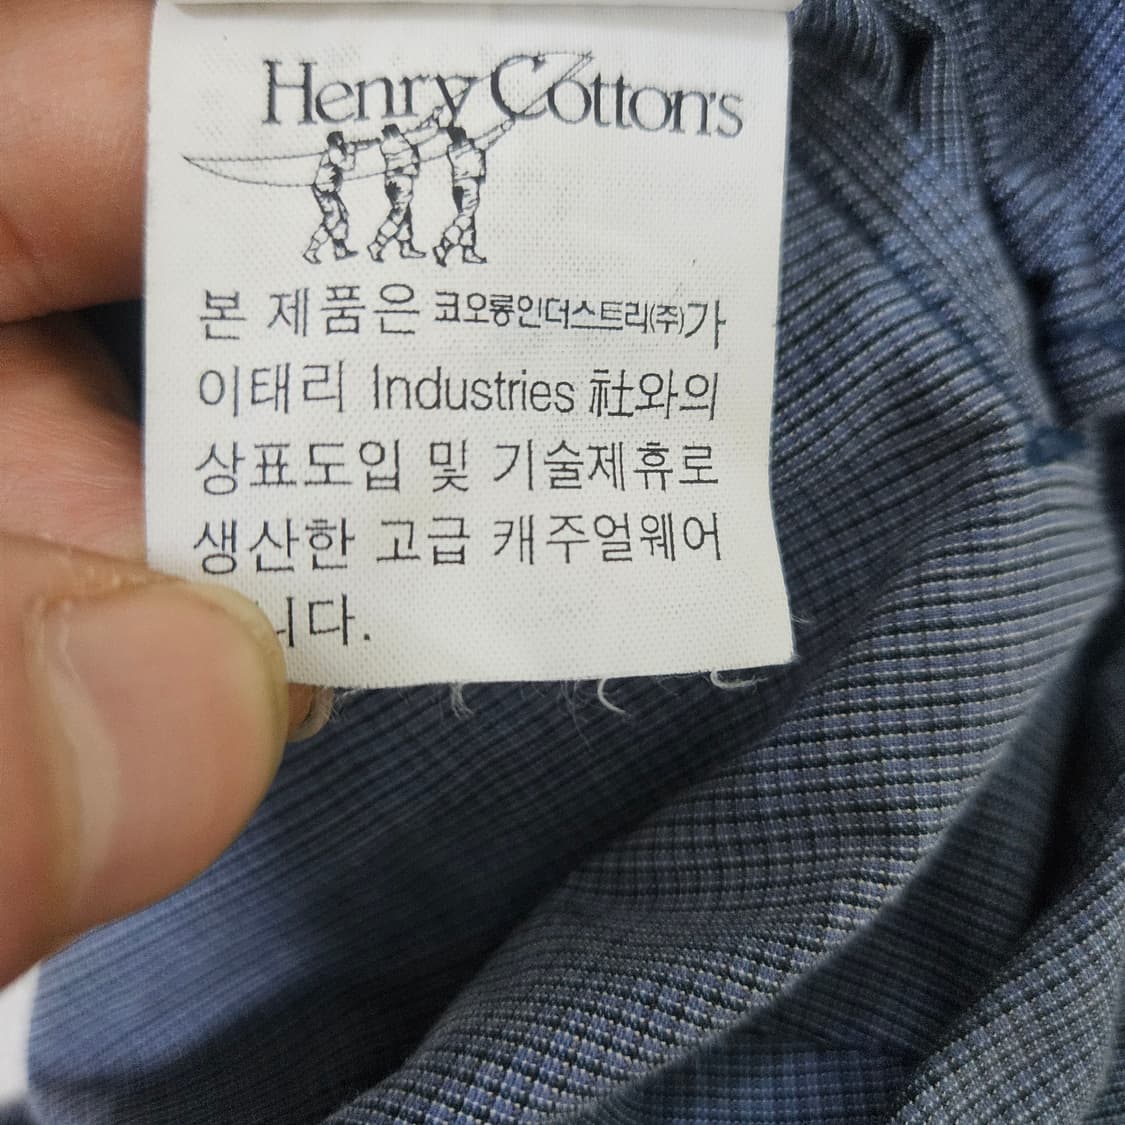 Henry Cotton's
본 제품은 코오롱인더스트리(주)가
이태리 Industries 社와의
상표도입 및 기술제휴로
생산한 고급 캐주얼웨어
니다.